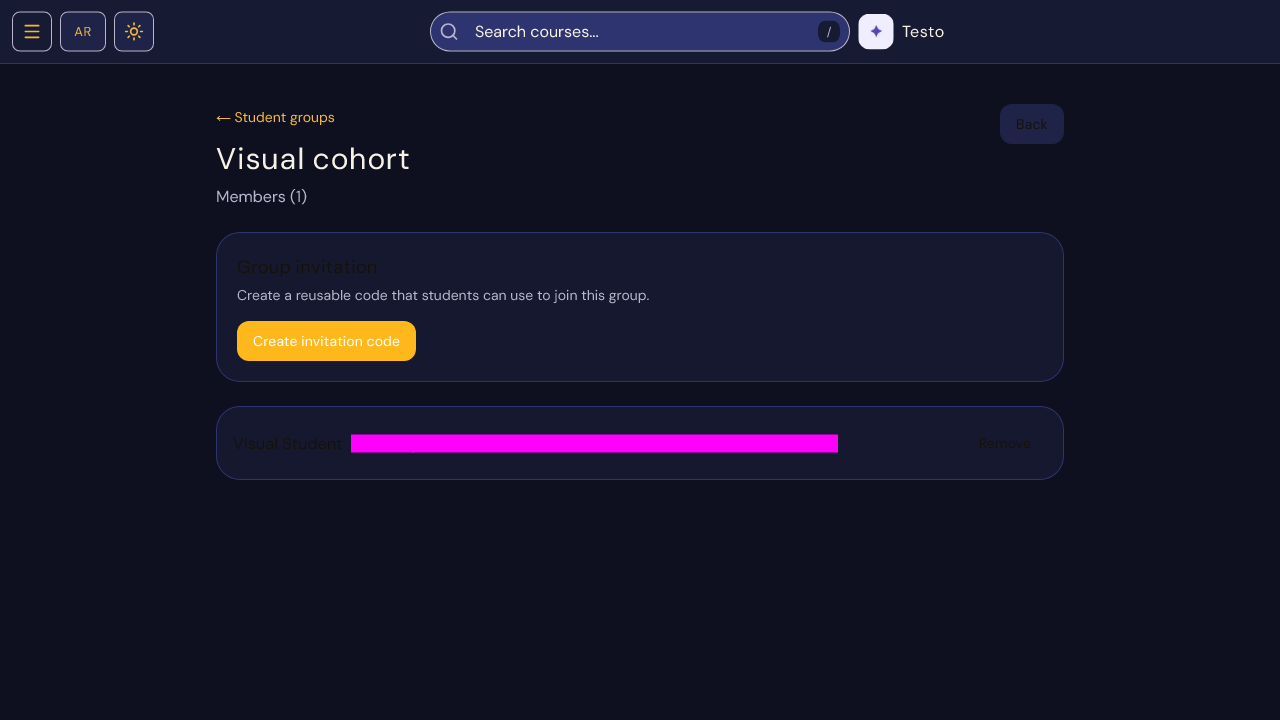 AR
Search courses...
/
Testo
← Student groups
Back
Visual cohort
Members (1)
Group invitation
Create a reusable code that students can use to join this group.
Create invitation code
Visual Student
Remove